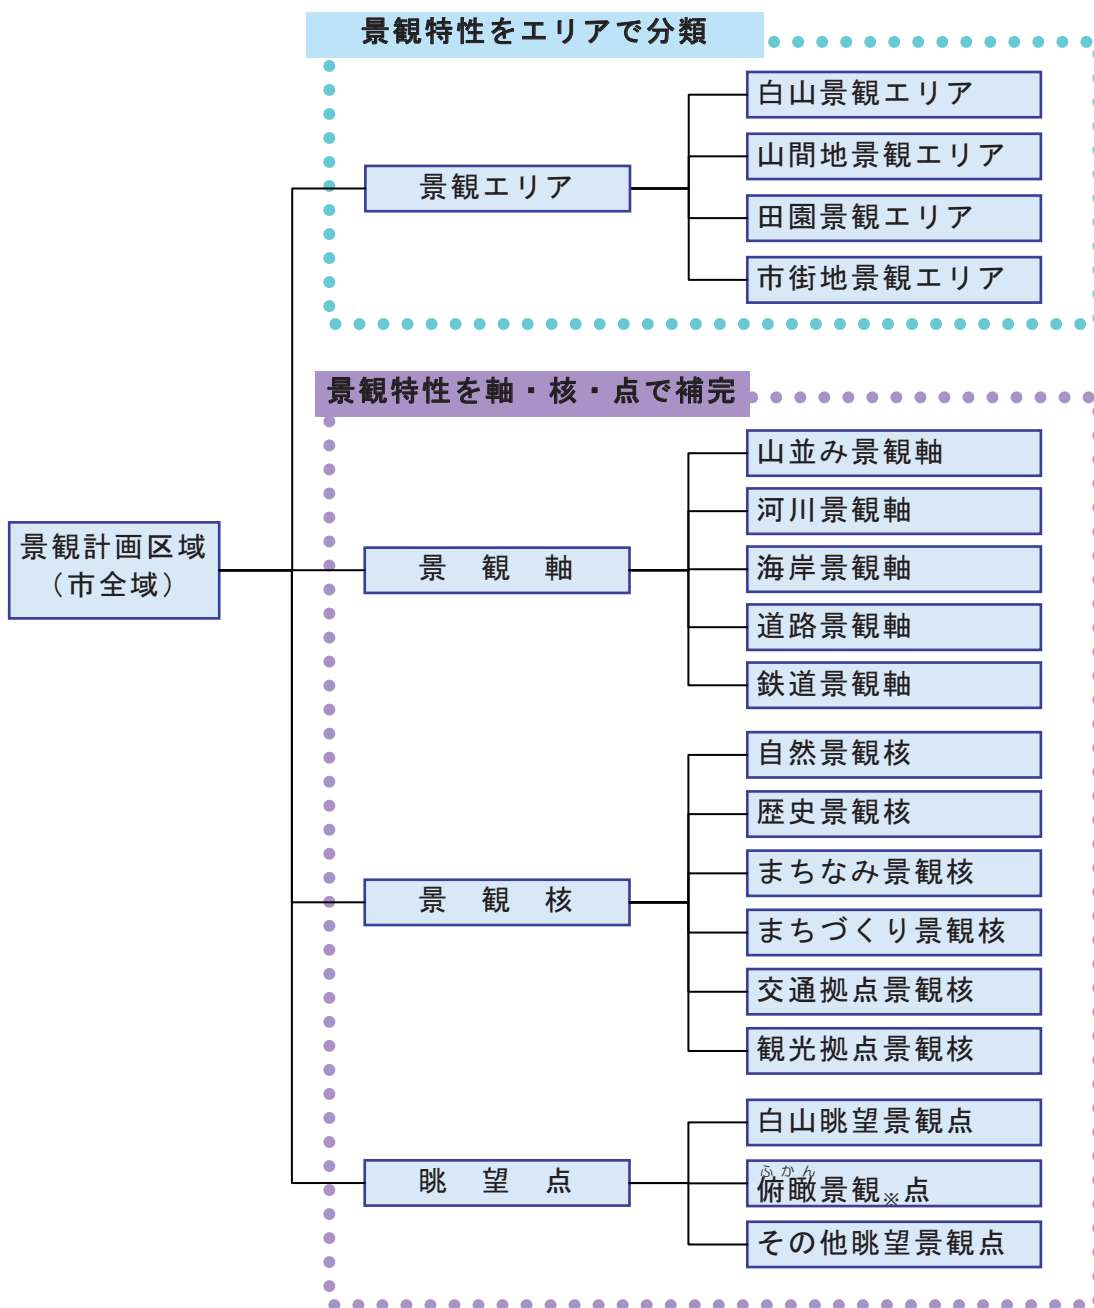 景観特性をエリアで分類
白山景観エリア
山間地景観エリア
景観エリア
田園景観エリア
市街地景観エリア
景観特性を軸・核・点で補完
山並み景観軸
河川景観軸
景観計画区域
（市全域）
景　観　軸
海岸景観軸
道路景観軸
鉄道景観軸
自然景観核
歴史景観核
まちなみ景観核
景　観　核
まちづくり景観核
交通拠点景観核
観光拠点景観核
白山眺望景観点
眺　望　点
ふかん
俯瞰景観※点
その他眺望景観点